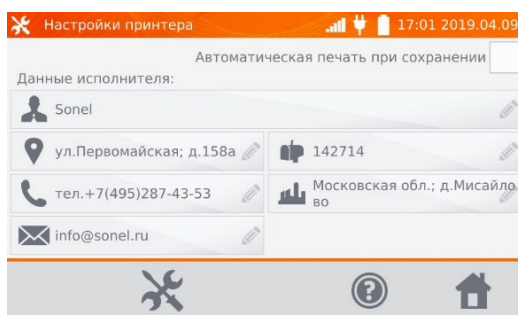 Настройки принтера
17:01 2019.04.09
Автоматическая печать при сохранении
Данные исполнителя:
Sonel
ул.Первомайская; д.158а
142714
тел.+7(495)287-43-53
Московская обл.; д.Мисайло
во
info@sonel.ru